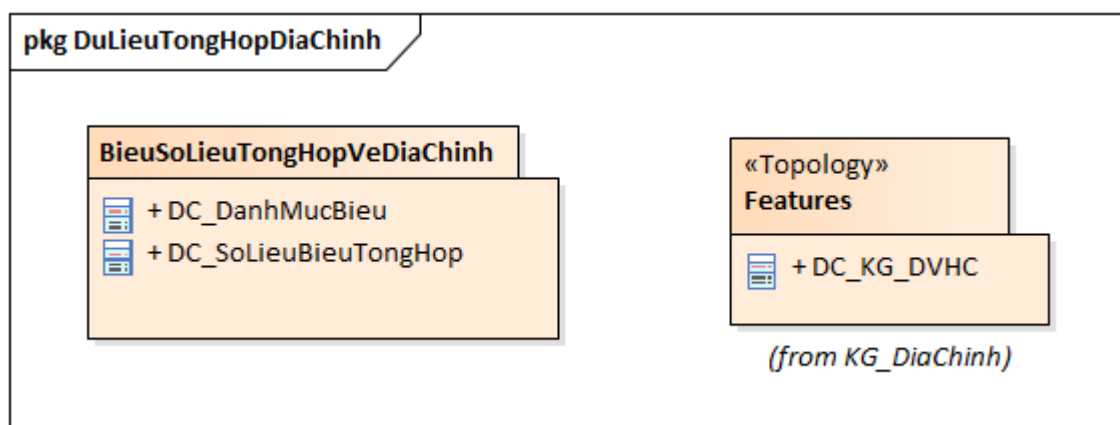 pkg DuLieuTongHopDiaChinh
BieuSoLieuTongHopVeDiaChinh
+ DC_DanhMucBieu
+ DC_SoLieuBieuTongHop
«Topology»
Features
+ DC_KG_DVHC
(from KG_DiaChinh)